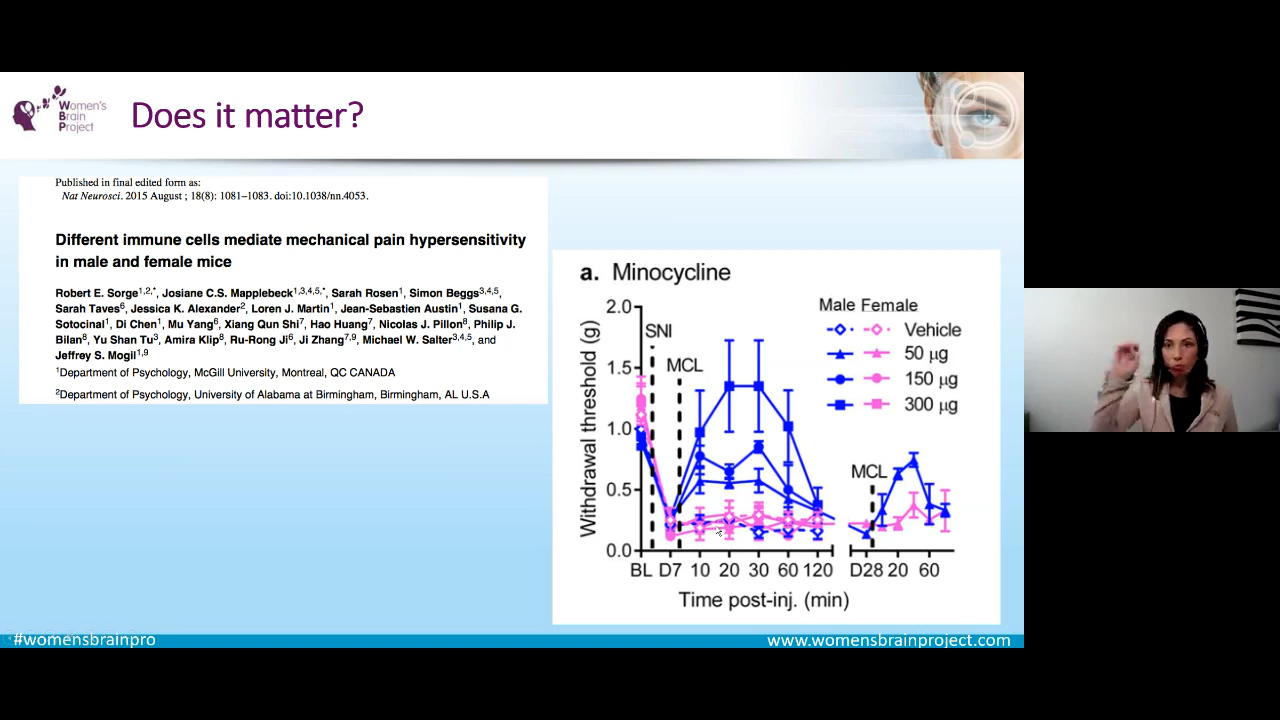 Women's
Brain
Project
Does it matter?
Published in final edited form as:
Nat Neurosci. 2015 August ; 18(8): 1081–1083. doi:10.1038/nn.4053.
Different immune cells mediate mechanical pain hypersensitivity
in male and female mice
Robert E. Sorge1,2,*, Josiane C.S. Mapplebeck1,3,4,5,*, Sarah Rosen1, Simon Beggs3,4,5,
Sarah Taves6, Jessica K. Alexander2, Loren J. Martin1, Jean-Sebastien Austin1, Susana G.
Sotocinal1, Di Chen1, Mu Yang6, Xiang Qun Shi7, Hao Huang7, Nicolas J. Pillon8, Philip J.
Bilan8, Yu Shan Tu3, Amira Klip8, Ru-Rong Ji6, Ji Zhang7,9, Michael W. Salter3,4,5, and
Jeffrey S. Mogil1,9
1Department of Psychology, McGill University, Montreal, QC CANADA
2Department of Psychology, University of Alabama at Birmingham, Birmingham, AL U.S.A
a. Minocycline
Male Female
Vehicle
50 µg
150 µg
300 µg
SNI
MCL
MCL
Withdrawal threshold (g)
2.0
1.5
1.0
0.5
0.0
BL D7 10 20 30 60 120 D28 20 60
Time post-inj. (min)
#womensbrainpro
www.womensbrainproject.com